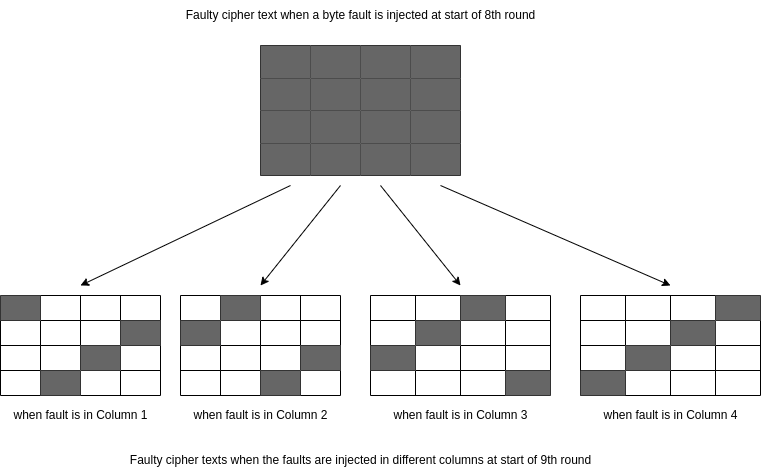 Faulty cipher text when a byte fault is injected at start of 8th round
when fault is in Column 1
when fault is in Column 2
when fault is in Column 3
when fault is in Column 4
Faulty cipher texts when the faults are injected in different columns at start of 9th round